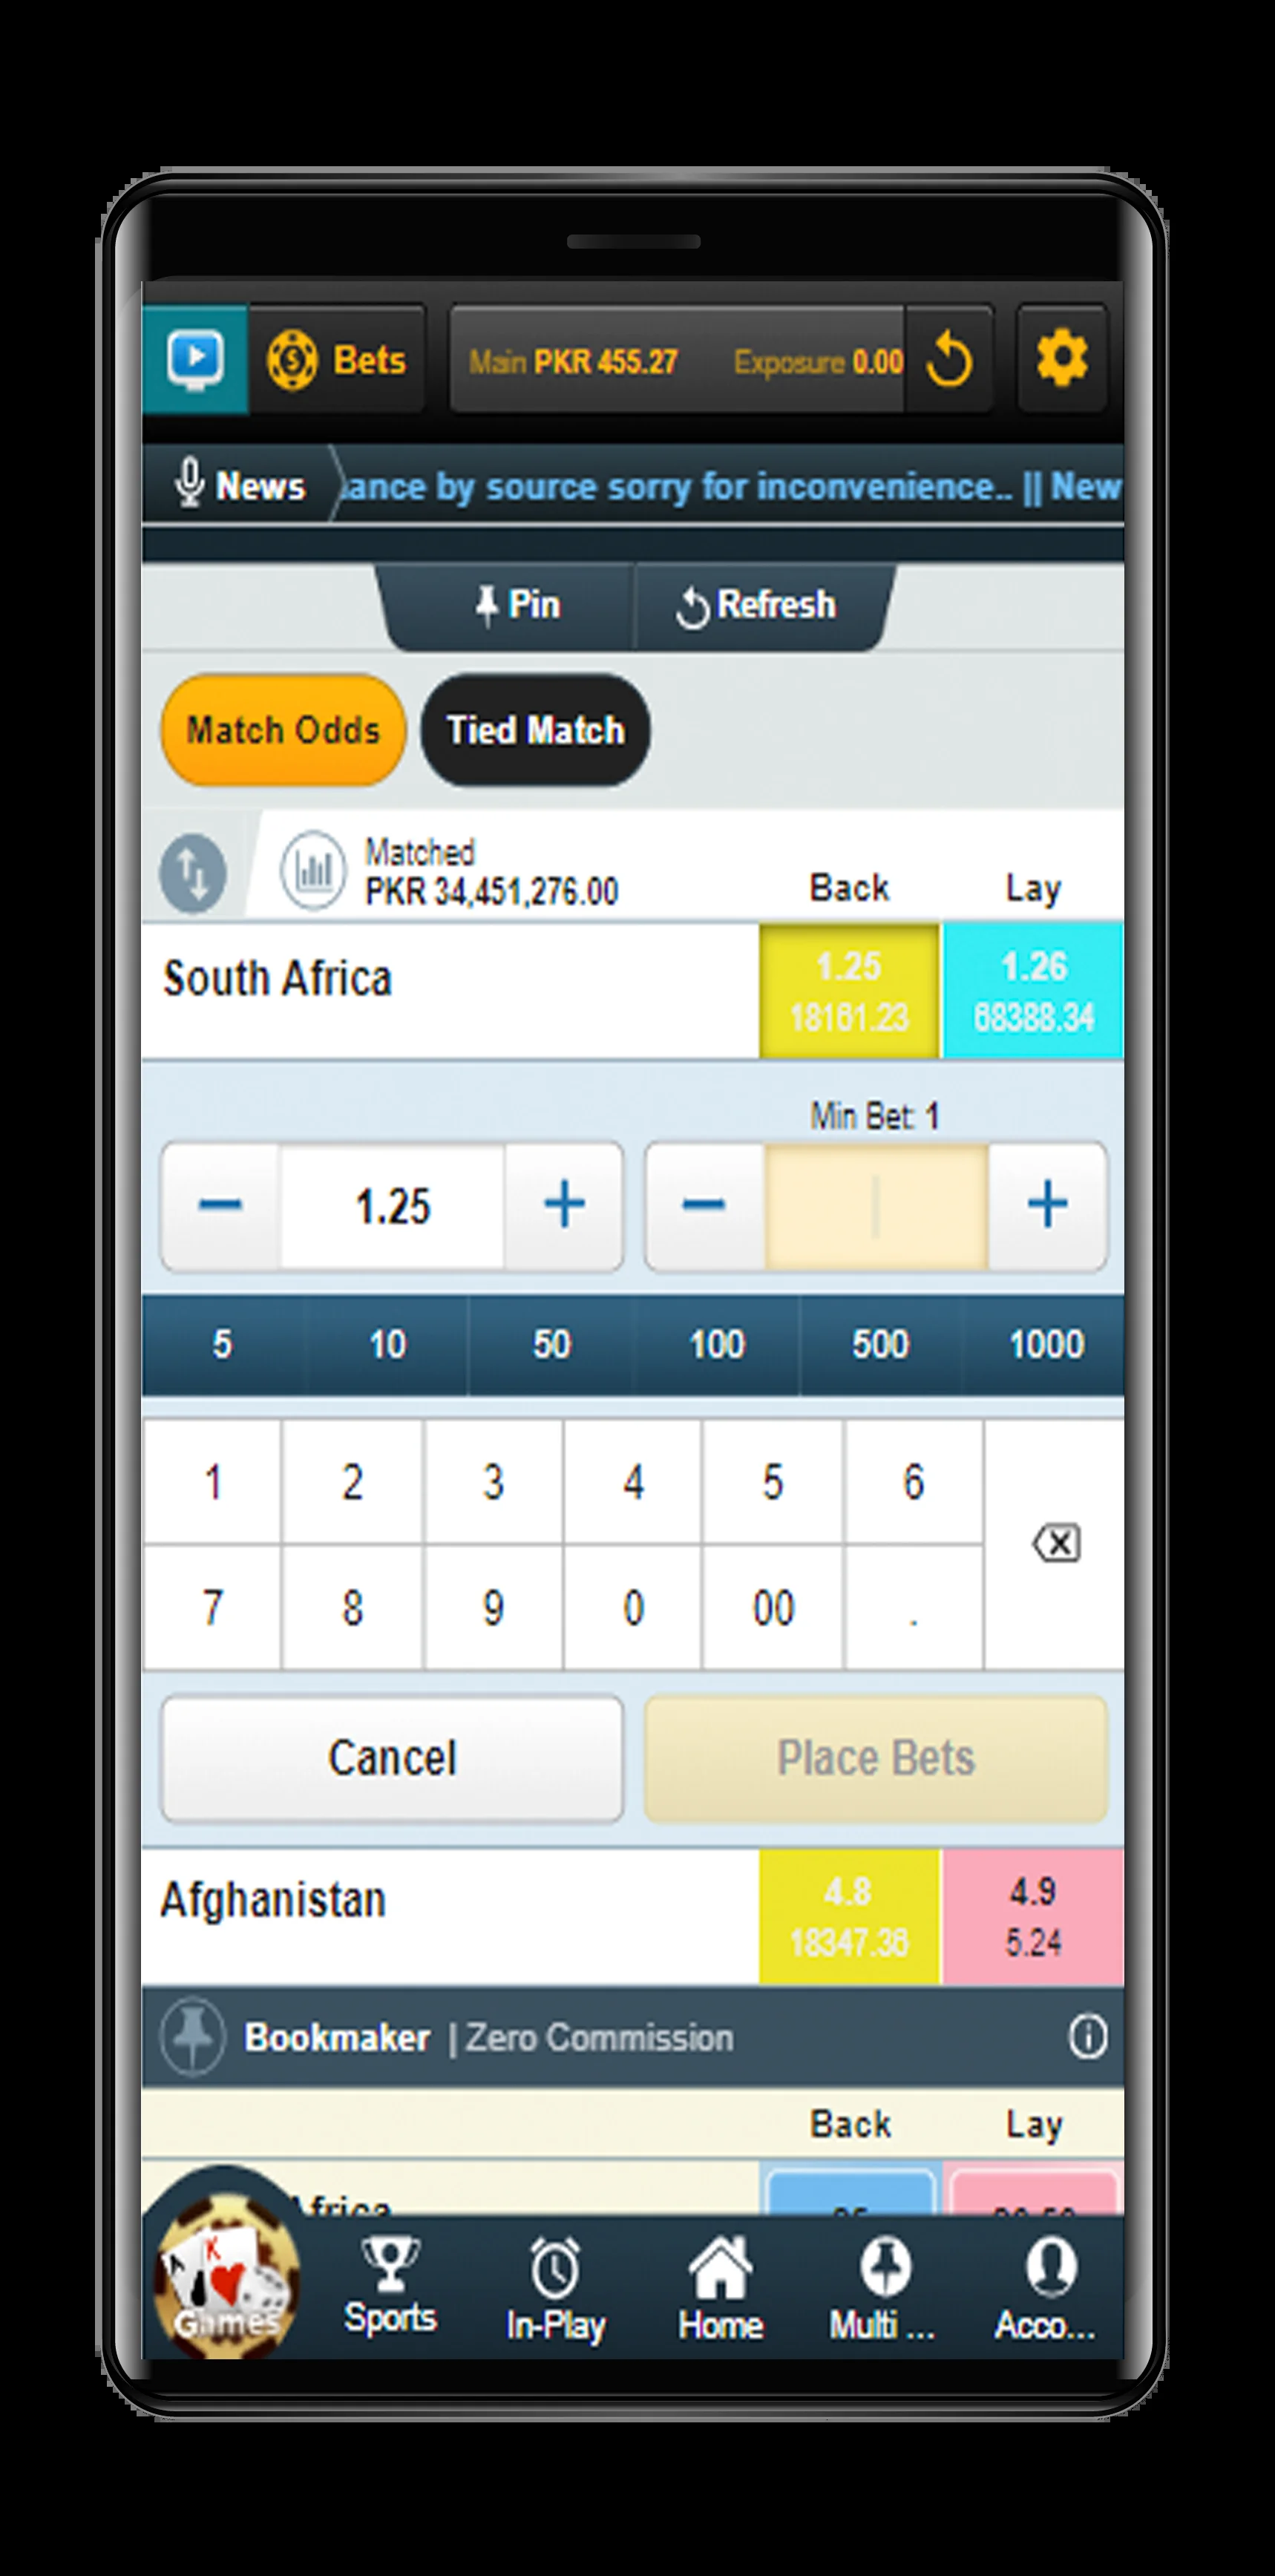 Bets
Main PKR 455.27 Exposure 0.00
News
ance by source sorry for inconvenience.. || New
Pin Refresh
Match Odds Tied Match
Matched
PKR 34,451,276.00 Back Lay
South Africa
1.25 1.26
18161.23 68388.34
Min Bet: 1
− 1.25 + − +
5 10 50 100 500 1000
1 2 3 4 5 6
7 8 9 0 00 .
Cancel Place Bets
Afghanistan
4.8 4.9
18347.36 5.24
Bookmaker | Zero Commission
Back Lay
Africa
A K
Games Sports In-Play Home Multi ... Acco...